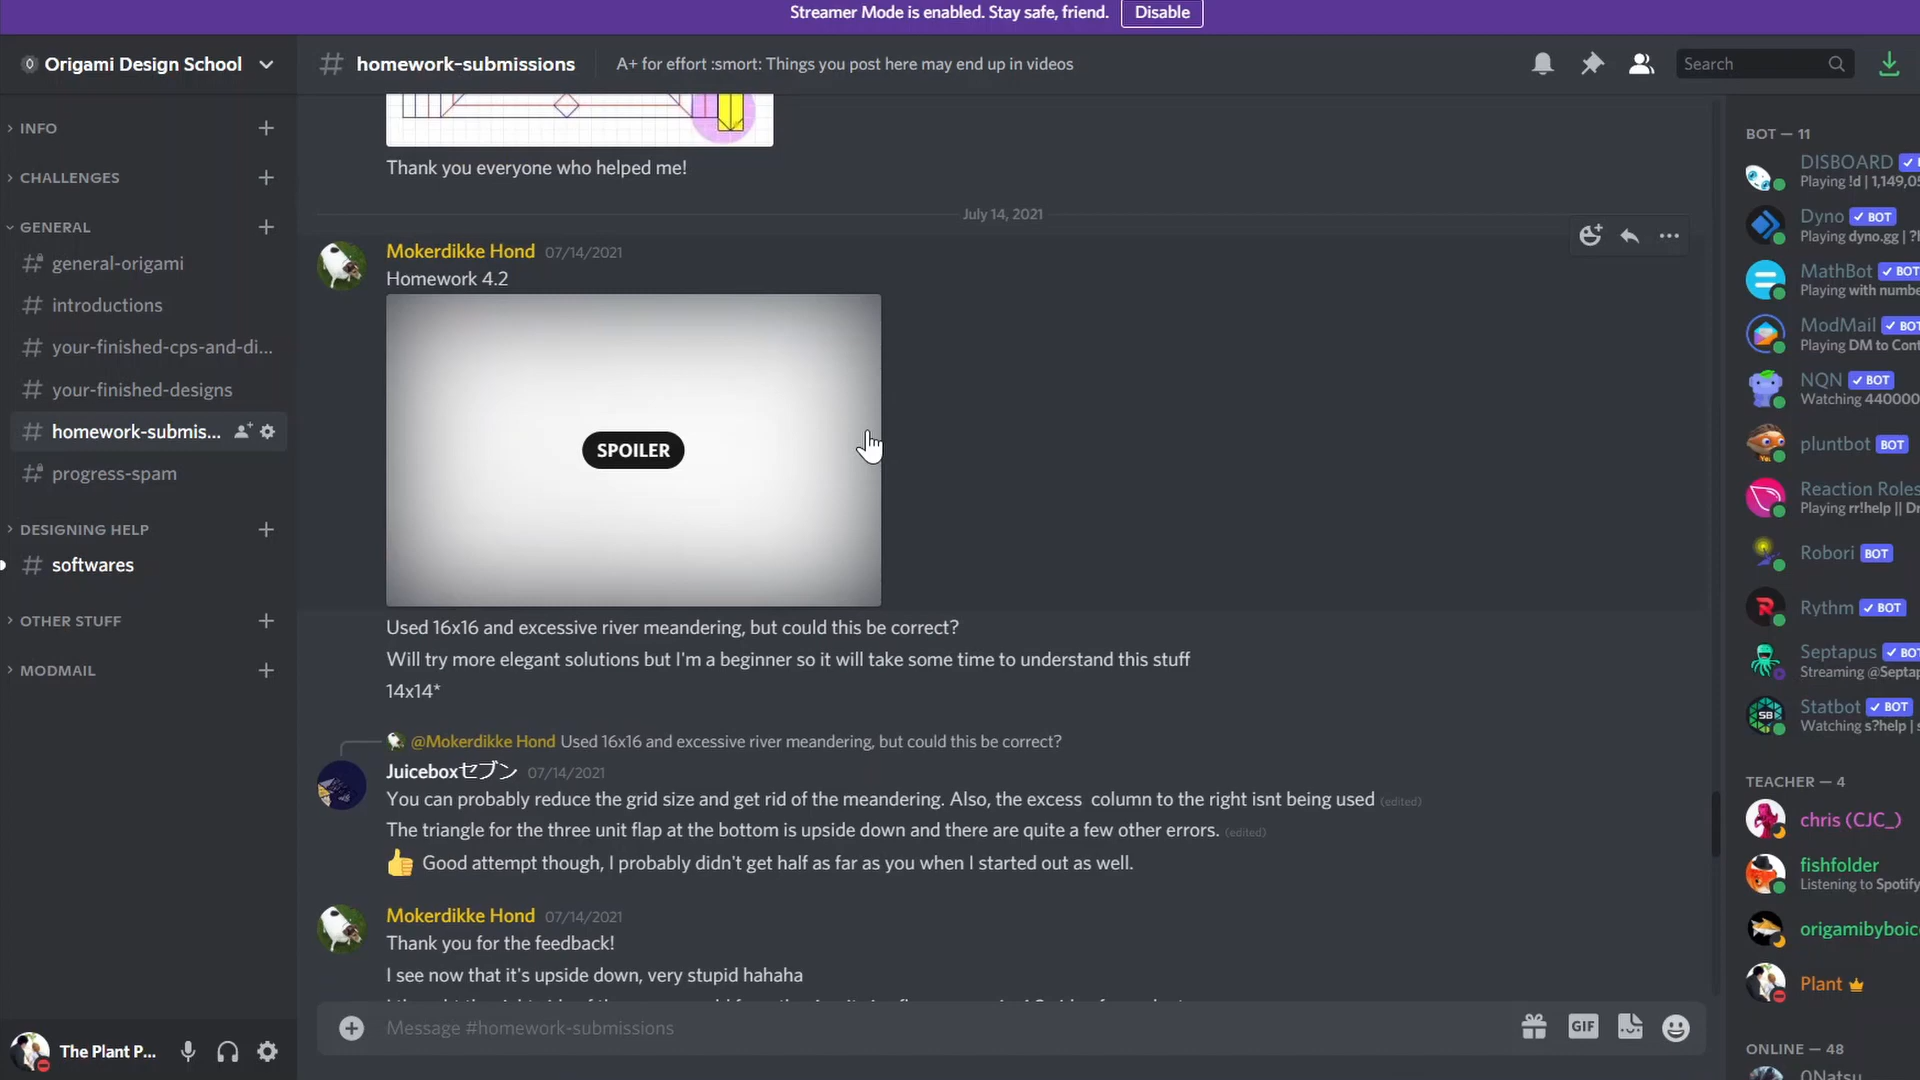 Streamer Mode is enabled. Stay safe, friend. Disable
Origami Design School
INFO
CHALLENGES
GENERAL
general-origami
introductions
your-finished-cps-and-di...
your-finished-designs
homework-submis...
progress-spam
DESIGNING HELP
softwares
OTHER STUFF
MODMAIL
The Plant P...
homework-submissions
A+ for effort :smort: Things you post here may end up in videos
Search
Thank you everyone who helped me!
July 14, 2021
Mokerdikke Hond 07/14/2021
Homework 4.2
SPOILER
Used 16x16 and excessive river meandering, but could this be correct?
Will try more elegant solutions but I'm a beginner so it will take some time to understand this stuff
14x14*
@Mokerdikke Hond Used 16x16 and excessive river meandering, but could this be correct?
Juiceboxセブン 07/14/2021
You can probably reduce the grid size and get rid of the meandering. Also, the excess column to the right isnt being used (edited)
The triangle for the three unit flap at the bottom is upside down and there are quite a few other errors. (edited)
Good attempt though, I probably didn't get half as far as you when I started out as well.
Mokerdikke Hond 07/14/2021
Thank you for the feedback!
I see now that it's upside down, very stupid hahaha
Message #homework-submissions
GIF
BOT — 11
DISBOARD
Playing !d | 1,149,05
Dyno BOT
Playing dyno.gg | ?
MathBot BOT
Playing with numbe
ModMail BOT
Playing DM to Cont
NQN BOT
Watching 440000
pluntbot BOT
Reaction Roles
Playing rr!help || Dr
Robori BOT
Rythm BOT
Septapus BOT
Streaming @Septap
Statbot BOT
Watching s?help |
TEACHER — 4
chris (CJC_)
fishfolder
Listening to Spotify
origamibyboic
Plant
ONLINE — 48